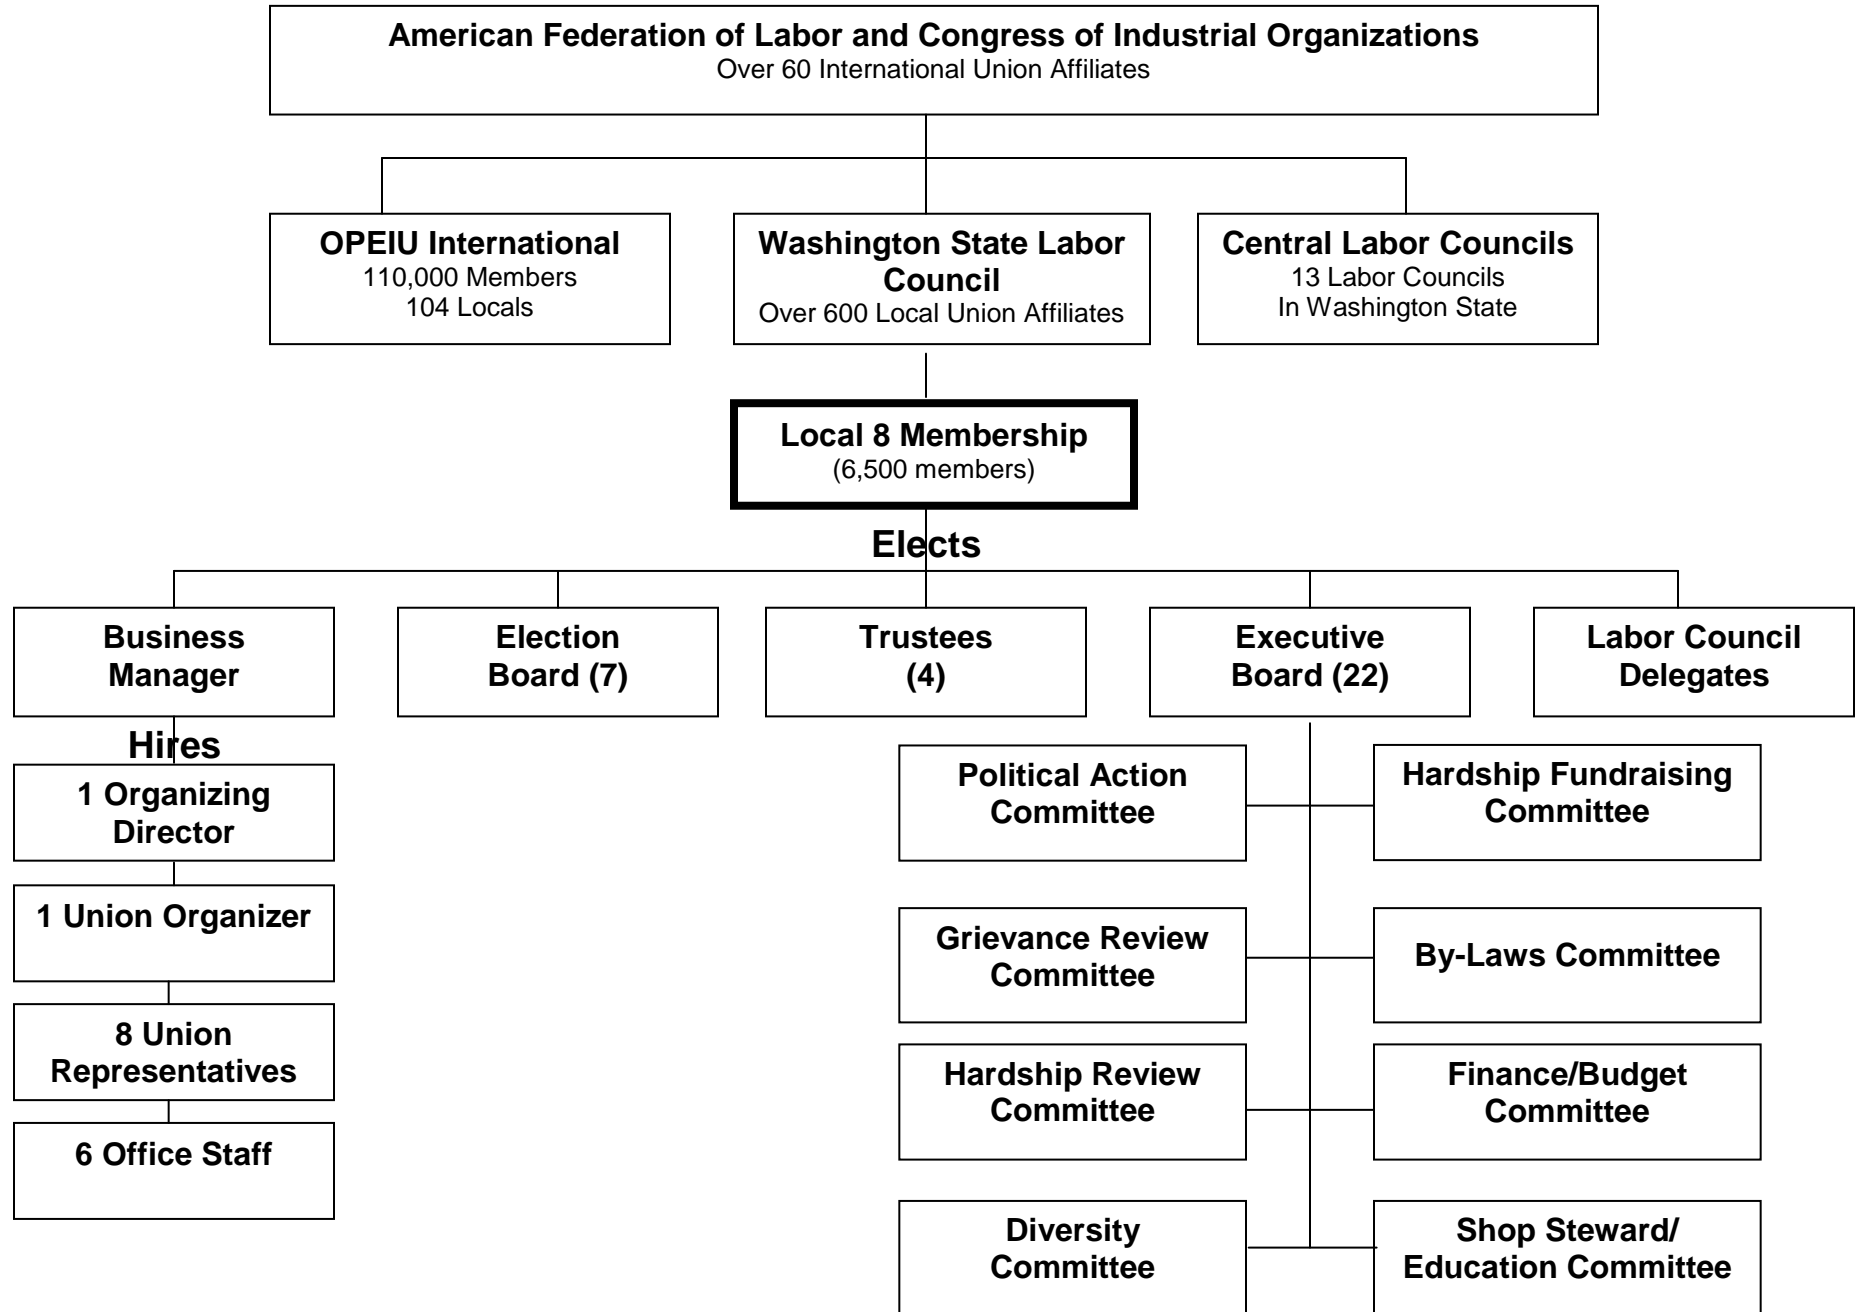 American Federation of Labor and Congress of Industrial Organizations
Over 60 International Union Affiliates
OPEIU International
110,000 Members
104 Locals
Washington State Labor
Council
Over 600 Local Union Affiliates
Central Labor Councils
13 Labor Councils
In Washington State
Local 8 Membership
(6,500 members)
Elects
Business
Manager
Election
Board (7)
Trustees
(4)
Executive
Board (22)
Labor Council
Delegates
Hires
1 Organizing
Director
1 Union Organizer
8 Union
Representatives
6 Office Staff
Political Action
Committee
Hardship Fundraising
Committee
Grievance Review
Committee
By-Laws Committee
Hardship Review
Committee
Finance/Budget
Committee
Diversity
Committee
Shop Steward/
Education Committee